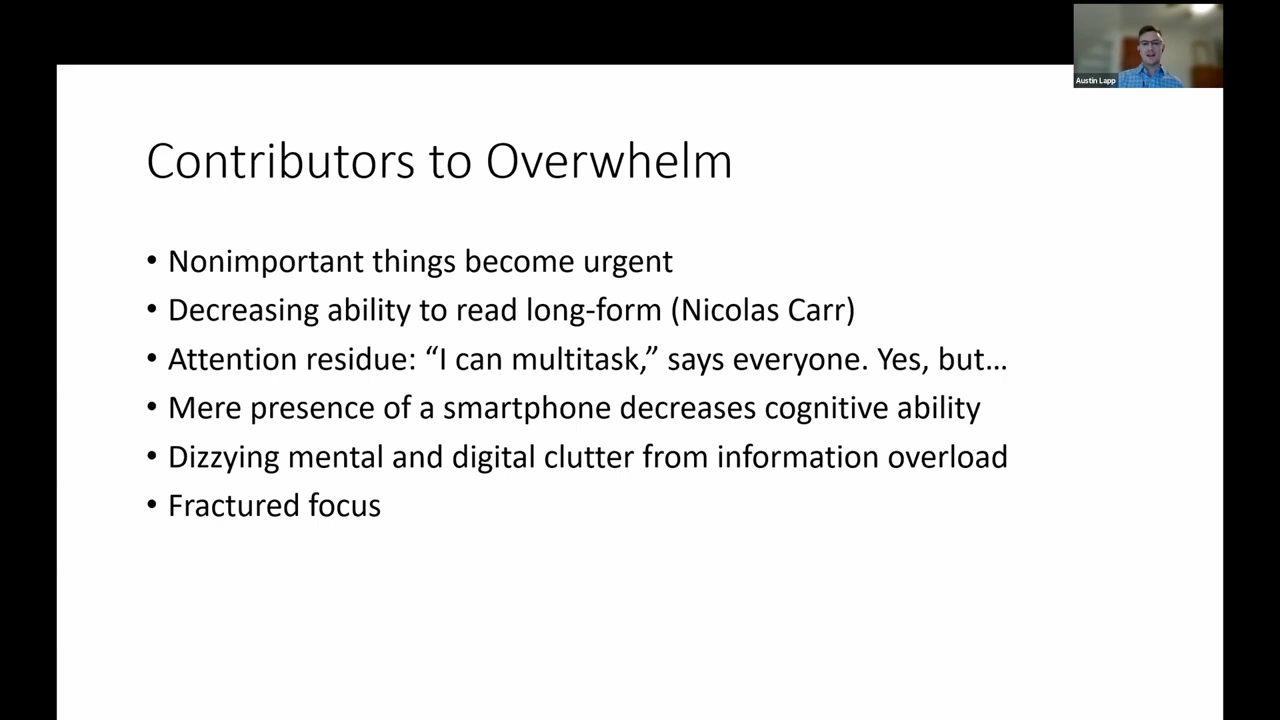 Austin Lapp
Contributors to Overwhelm
• Nonimportant things become urgent
• Decreasing ability to read long-form (Nicolas Carr)
• Attention residue: “I can multitask,” says everyone. Yes, but…
• Mere presence of a smartphone decreases cognitive ability
• Dizzying mental and digital clutter from information overload
• Fractured focus